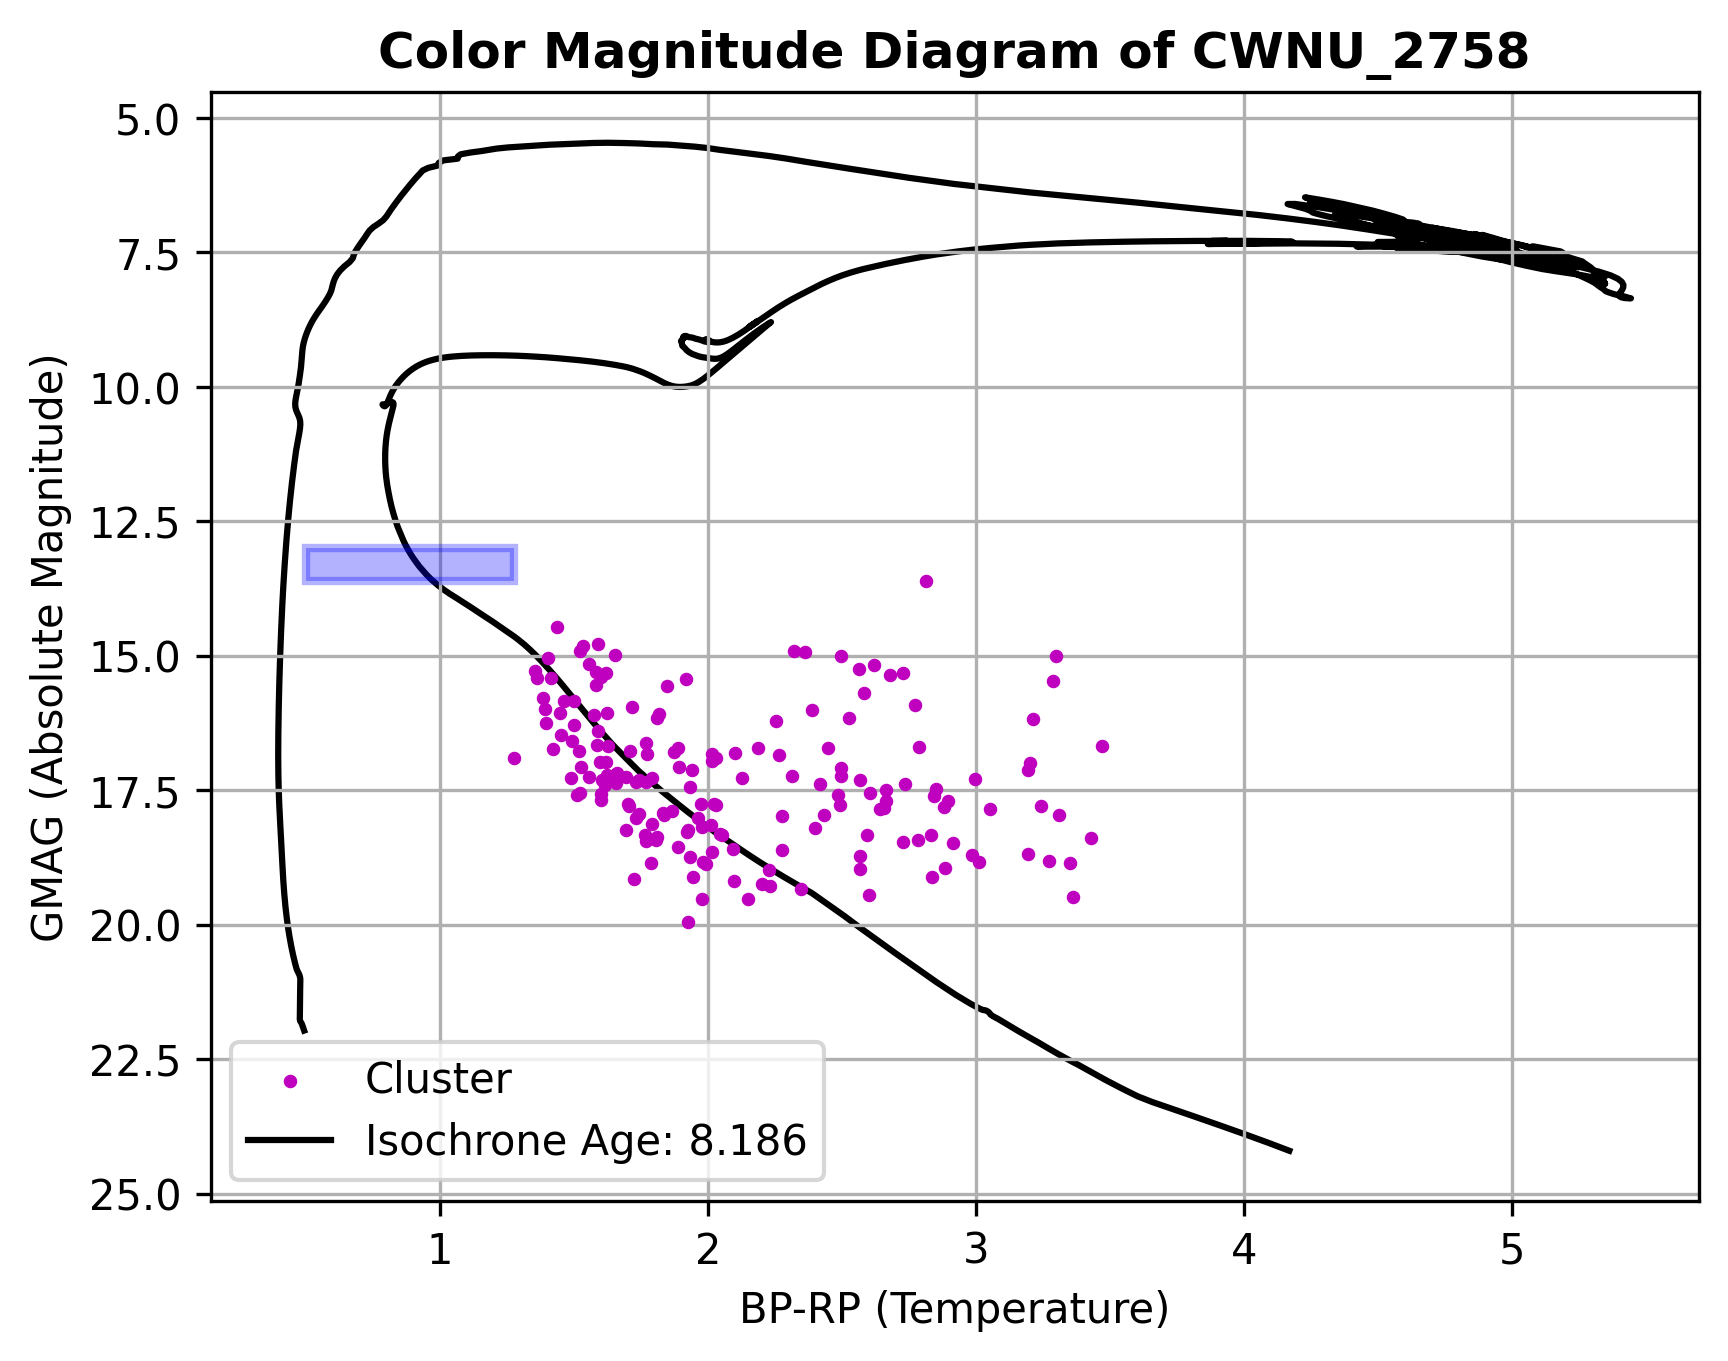 Color Magnitude Diagram of CWNU_2758
GMAG (Absolute Magnitude)
5.0
7.5
10.0
12.5
15.0
17.5
20.0
22.5
25.0
Cluster
Isochrone Age: 8.186
1 2 3 4 5
BP-RP (Temperature)